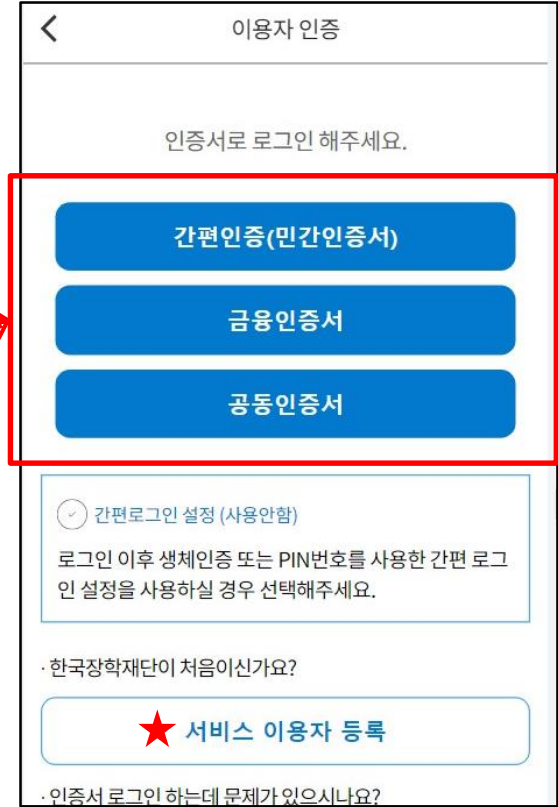 이용자 인증
인증서로 로그인 해주세요.
간편인증(민간인증서)
금융인증서
공동인증서
간편로그인 설정 (사용안함)
로그인 이후 생체인증 또는 PIN번호를 사용한 간편 로그
인 설정을 사용하실 경우 선택해주세요.
· 한국장학재단이 처음이신가요?
서비스 이용자 등록
· 인증서 로그인 하는데 문제가 있으시나요?